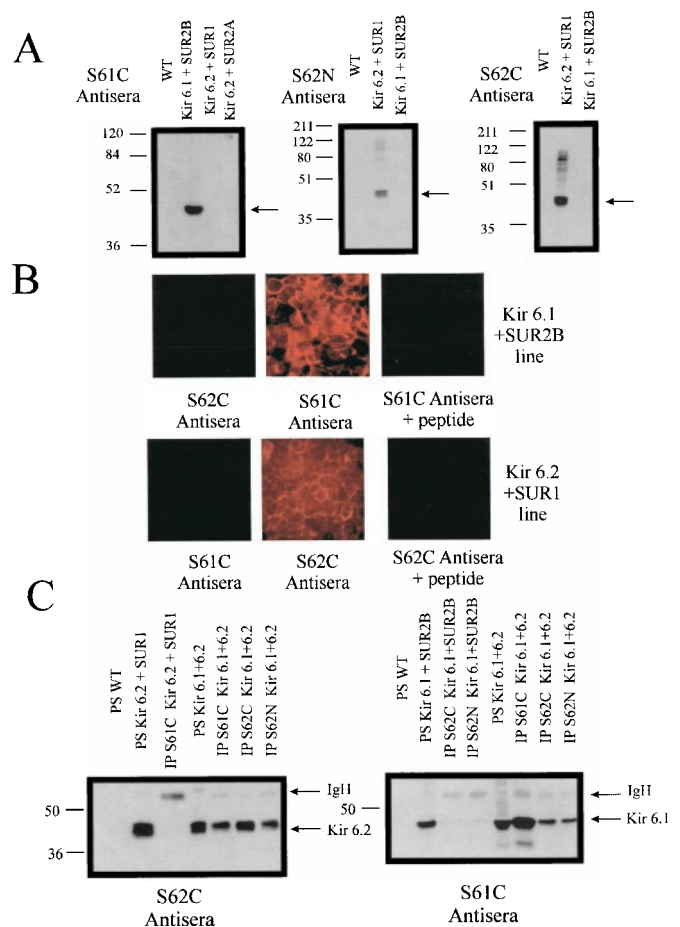 A
S61C
Antisera
WT
Kir 6.1 + SUR2B
Kir 6.2 + SUR1
Kir 6.2 + SUR2A
120
84
52
36
S62N
Antisera
WT
Kir 6.2 + SUR1
Kir 6.1 + SUR2B
211
122
80
51
35
S62C
Antisera
WT
Kir 6.2 + SUR1
Kir 6.1 + SUR2B
211
122
80
51
35
B
Kir 6.1
+SUR2B
line
S62C
Antisera
S61C
Antisera
S61C Antisera
+ peptide
Kir 6.2
+SUR1
line
S61C
Antisera
S62C
Antisera
S62C Antisera
+ peptide
C
PS WT
PS Kir 6.2 + SUR1
IP S61C Kir 6.2 + SUR1
PS Kir 6.1+6.2
IP S61C Kir 6.1+6.2
IP S62C Kir 6.1+6.2
IP S62N Kir 6.1+6.2
50
36
IgH
Kir 6.2
S62C
Antisera
PS WT
PS Kir 6.1 + SUR2B
IP S62C Kir 6.1+SUR2B
IP S62N Kir 6.1+SUR2B
PS Kir 6.1+6.2
IP S61C Kir 6.1+6.2
IP S62C Kir 6.1+6.2
IP S62N Kir 6.1+6.2
50
IgH
Kir 6.1
S61C
Antisera